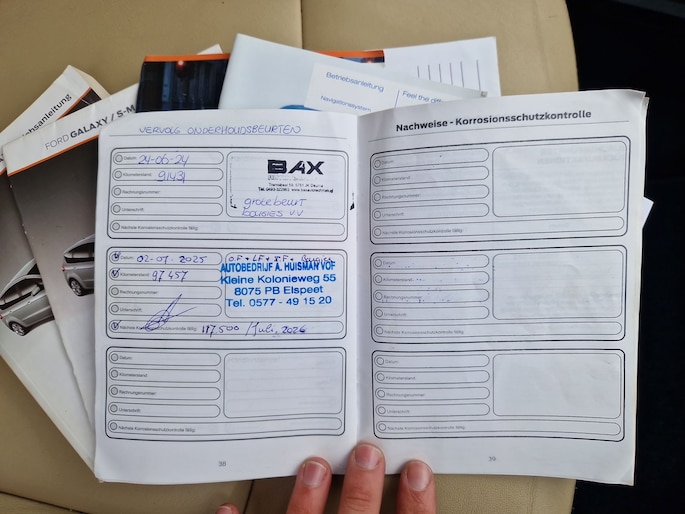 Betriebsanleitung
FORD GALAXY / S-M
Betriebsanleitung
Navigationssystem
Feel the
VERVOLG ONDERHOUDSBEURTEN
Datum: 24-06-24
Kilometerstand: 91431
Rechnungsnummer:
Unterschrift:
Nächste Korrosionsschutzkontrolle fällig:
BAX
grote beurt
bougies V.V
Datum: 02-07-2025
Kilometerstand: 97457
Rechnungsnummer:
Unterschrift:
Nächste Korrosionsschutzkontrolle fällig: 117.500 / Juli, 2026
OF + LF + IF + Bougies
AUTOBEDRIJF A. HUISMAN VOF
Kleine Kolonieweg 55
8075 PB Elspeet
Tel. 0577 - 49 15 20
Datum:
Kilometerstand:
Rechnungsnummer:
Unterschrift:
Nächste Korrosionsschutzkontrolle fällig:
38
Nachweise - Korrosionsschutzkontrolle
Datum:
Kilometerstand:
Rechnungsnummer:
Unterschrift:
Nächste Korrosionsschutzkontrolle fällig:
Datum:
Kilometerstand:
Rechnungsnummer:
Unterschrift:
Nächste Korrosionsschutzkontrolle fällig:
Datum:
Kilometerstand:
Rechnungsnummer:
Unterschrift:
Nächste Korrosionsschutzkontrolle fällig:
39